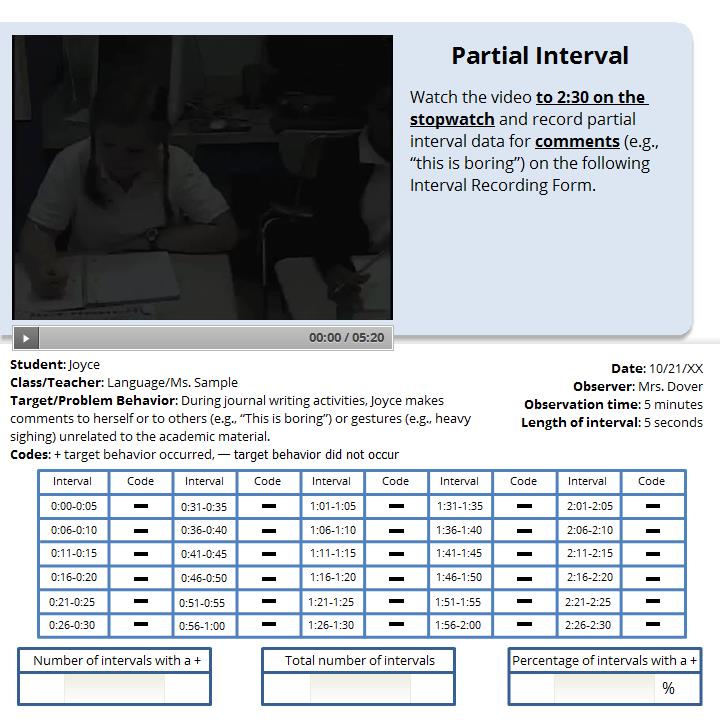 Partial Interval
Watch the video to 2:30 on the
stopwatch and record partial
interval data for comments (e.g.,
“this is boring”) on the following
Interval Recording Form.
00:00 / 05:20
Student: Joyce
Class/Teacher: Language/Ms. Sample
Target/Problem Behavior: During journal writing activities, Joyce makes
comments to herself or to others (e.g., “This is boring”) or gestures (e.g., heavy
sighing) unrelated to the academic material.
Codes: + target behavior occurred, — target behavior did not occur
Date: 10/21/XX
Observer: Mrs. Dover
Observation time: 5 minutes
Length of interval: 5 seconds
Interval Code Interval Code Interval Code Interval Code Interval Code
0:00-0:05 — 0:31-0:35 — 1:01-1:05 — 1:31-1:35 — 2:01-2:05 —
0:06-0:10 — 0:36-0:40 — 1:06-1:10 — 1:36-1:40 — 2:06-2:10 —
0:11-0:15 — 0:41-0:45 — 1:11-1:15 — 1:41-1:45 — 2:11-2:15 —
0:16-0:20 — 0:46-0:50 — 1:16-1:20 — 1:46-1:50 — 2:16-2:20 —
0:21-0:25 — 0:51-0:55 — 1:21-1:25 — 1:51-1:55 — 2:21-2:25 —
0:26-0:30 — 0:56-1:00 — 1:26-1:30 — 1:56-2:00 — 2:26-2:30 —
Number of intervals with a +
Total number of intervals
Percentage of intervals with a +
%